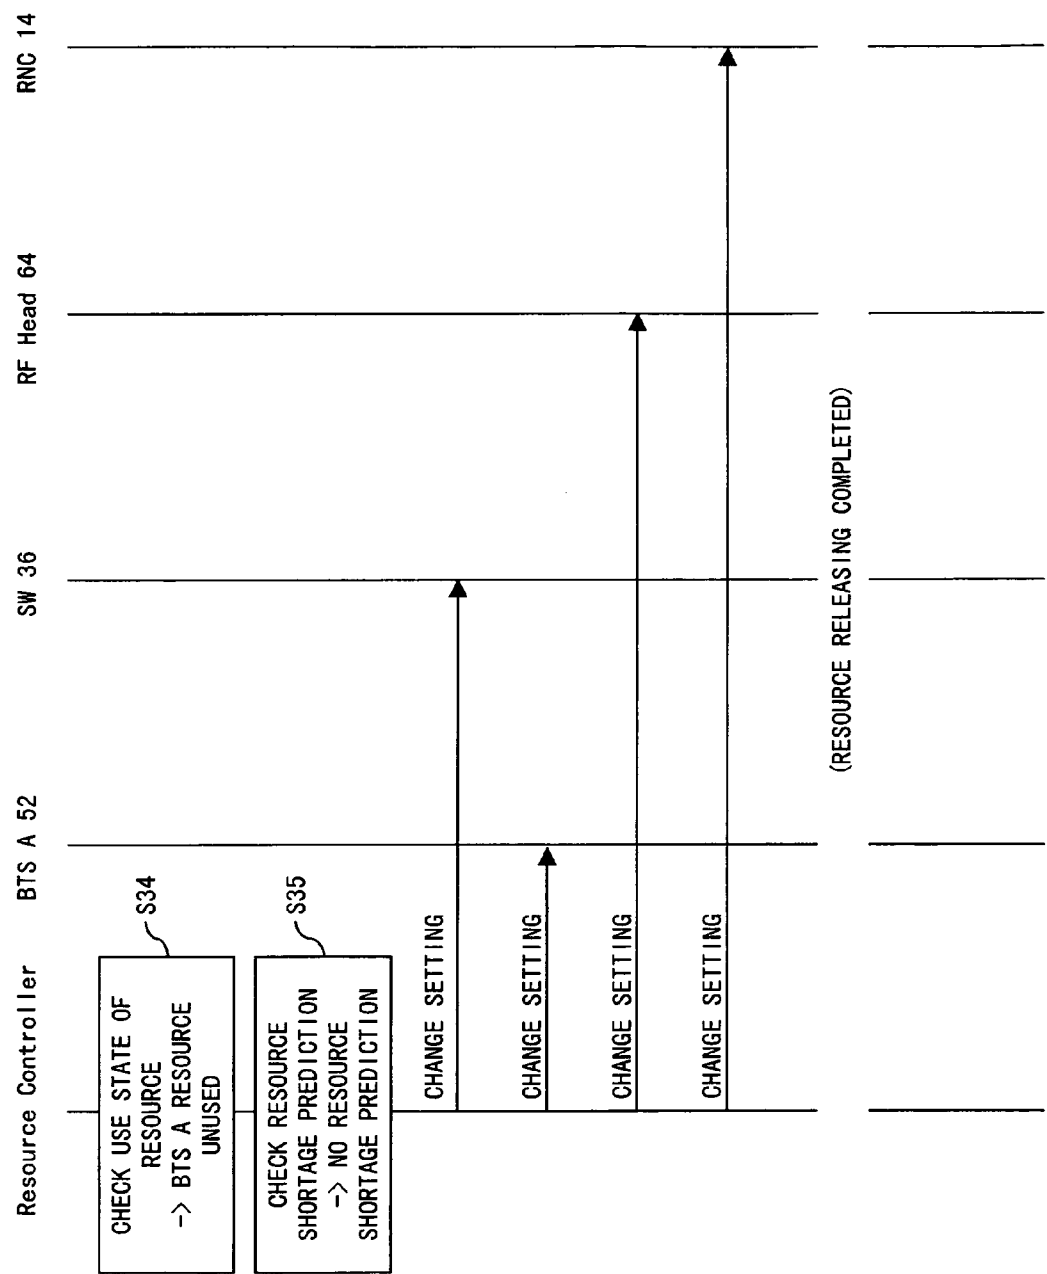 Resource Controller
BTS A 52
SW 36
RF Head 64
RNC 14
CHECK USE STATE OF
RESOURCE
-> BTS A RESOURCE
UNUSED
S34
CHECK RESOURCE
SHORTAGE PREDICTION
-> NO RESOURCE
SHORTAGE PREDICTION
S35
CHANGE SETTING
CHANGE SETTING
CHANGE SETTING
CHANGE SETTING
(RESOURCE RELEASING COMPLETED)